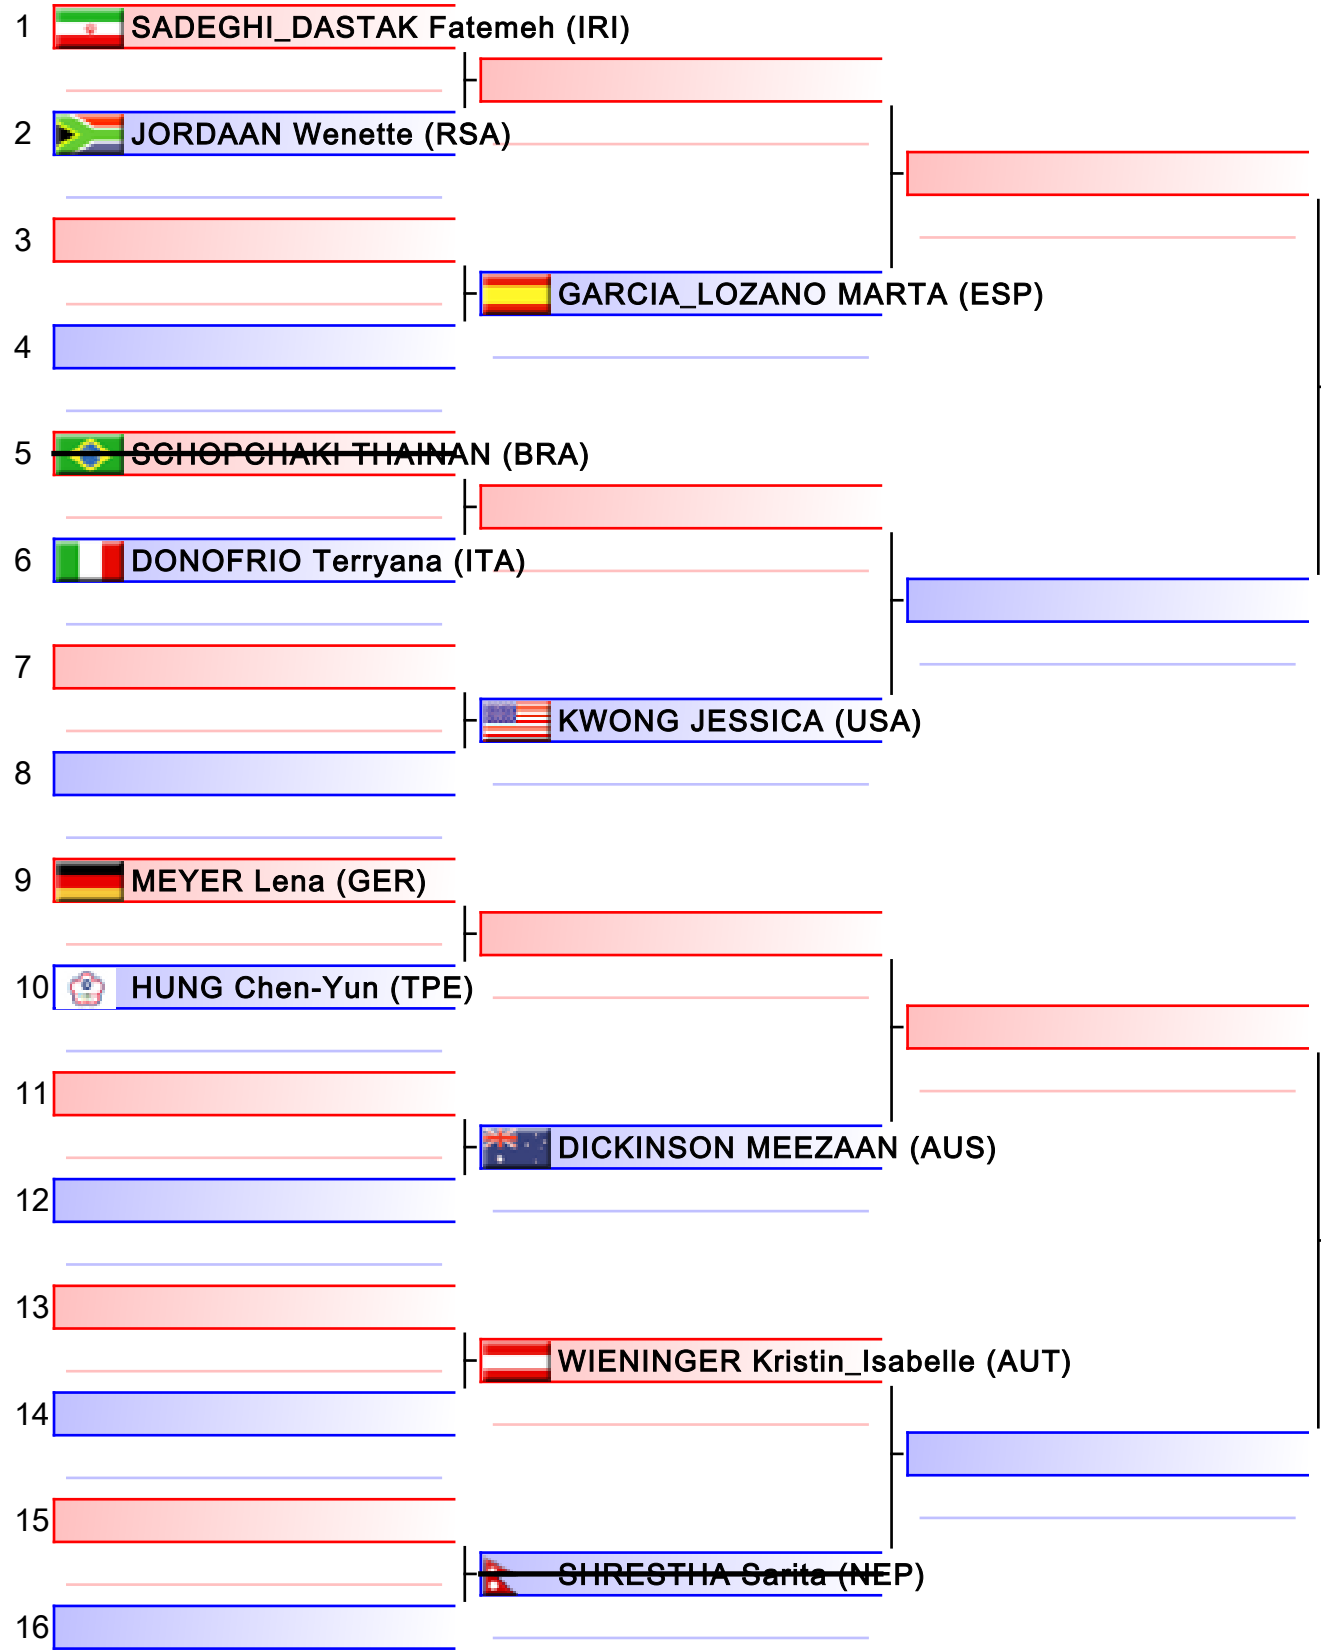 1 SADEGHI_DASTAK Fatemeh (IRI)
2 JORDAAN Wenette (RSA)
3
GARCIA_LOZANO MARTA (ESP)
4
5 SCHOPCHAKI THAINAN (BRA)
6 DONOFRIO Terryana (ITA)
7
KWONG JESSICA (USA)
8
9 MEYER Lena (GER)
10 HUNG Chen-Yun (TPE)
11
DICKINSON MEEZAAN (AUS)
12
13
WIENINGER Kristin_Isabelle (AUT)
14
15
SHRESTHA Sarita (NEP)
16